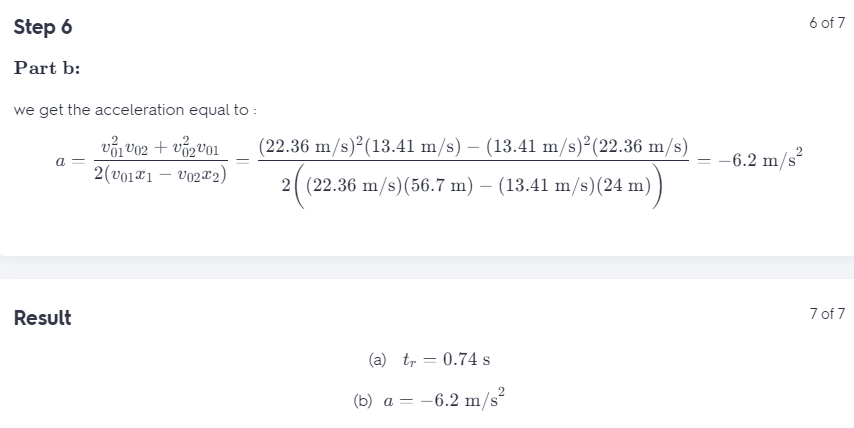 Step 6
6 of 7
Part b:
we get the acceleration equal to :
a = \frac{v_{01}^2 v_{02} + v_{02}^2 v_{01}}{2(v_{01}x_1 − v_{02}x_2)} = \frac{(22.36 m/s)^2(13.41 m/s) − (13.41 m/s)^2(22.36 m/s)}{2((22.36 m/s)(56.7 m) − (13.41 m/s)(24 m))} = −6.2 m/s^2
Result
7 of 7
(a) t_r = 0.74 s
(b) a = −6.2 m/s^2